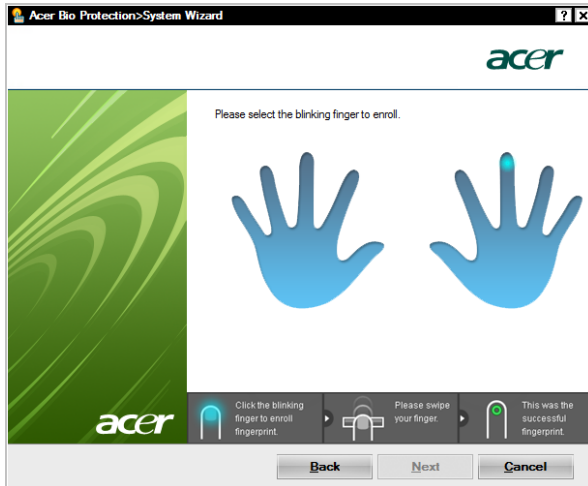 Acer Bio Protection>System Wizard
acer
Please select the blinking finger to enroll.
acer
Click the blinking
finger to enroll
fingerprint.
Please swipe
your finger.
This was the
successful
fingerprint.
Back
Next
Cancel